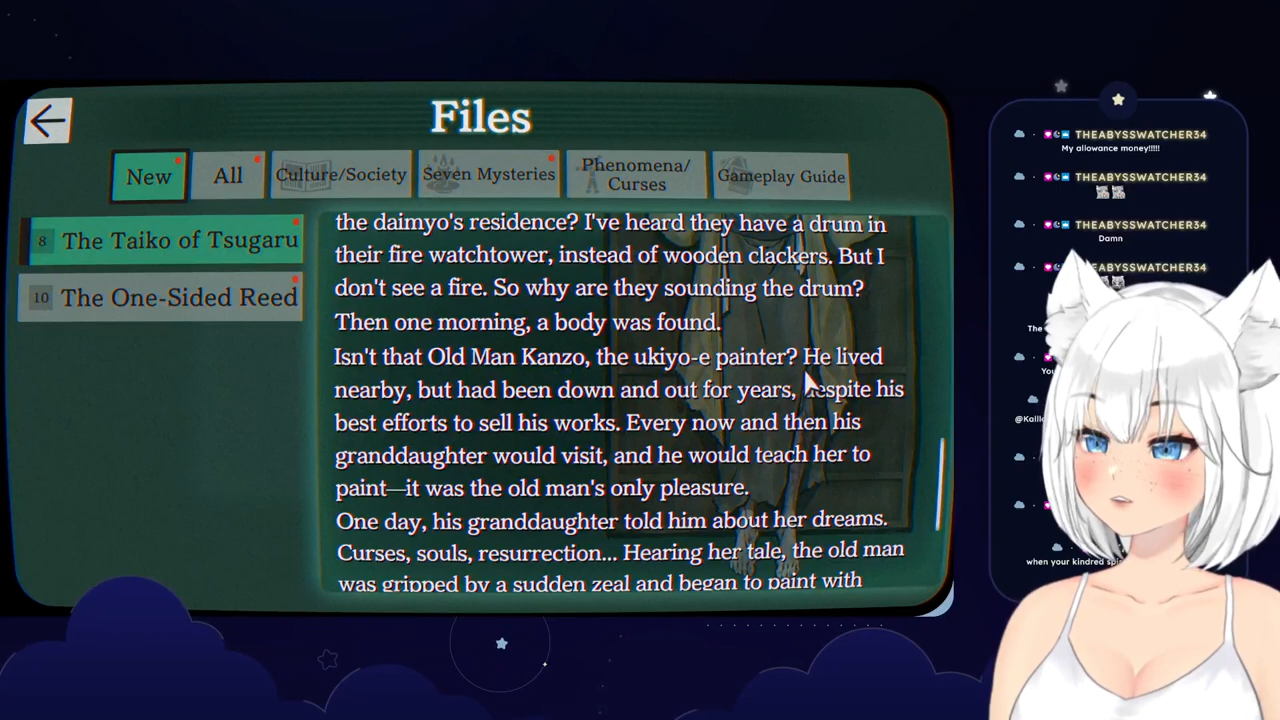 Files
New
All
Culture/Society
Seven Mysteries
Phenomena/
Curses
Gameplay Guide
8 The Taiko of Tsugaru
10 The One-Sided Reed
the daimyo's residence? I've heard they have a drum in
their fire watchtower, instead of wooden clackers. But I
don't see a fire. So why are they sounding the drum?
Then one morning, a body was found.
Isn't that Old Man Kanzo, the ukiyo-e painter? He lived
nearby, but had been down and out for years, despite his
best efforts to sell his works. Every now and then his
granddaughter would visit, and he would teach her to
paint—it was the old man's only pleasure.
One day, his granddaughter told him about her dreams.
Curses, souls, resurrection... Hearing her tale, the old man
was gripped by a sudden zeal and began to paint with
THEABYSSWATCHER34
My allowance money!!!!!
THEABYSSWATCHER34
THEABYSSWATCHER34
Damn
THEABYSSWATCHER34
when your kindred